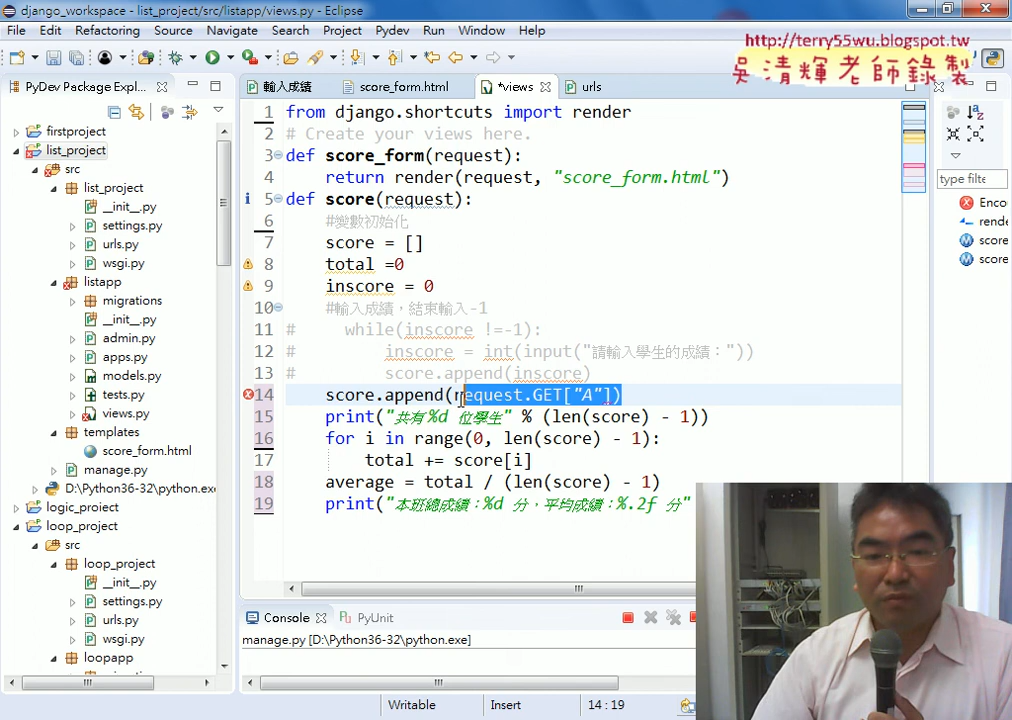 django_workspace - list_project/src/listapp/views.py - Eclipse
File Edit Refactoring Source Navigate Search Project Pydev Run Window Help
http://terry55wu.blogspot.tw
吳清輝老師錄製
PyDev Package Expl...
輸入成績
score_form.html
*views
urls
firstproject
list_project
src
list_project
__init__.py
settings.py
urls.py
wsgi.py
listapp
migrations
__init__.py
admin.py
apps.py
models.py
tests.py
views.py
templates
score_form.html
manage.py
D:\Python36-32\python.exe
logic_project
loop_project
src
loop_project
__init__.py
settings.py
urls.py
wsgi.py
loopapp
1 from django.shortcuts import render
2 # Create your views here.
3 def score_form(request):
4 return render(request, "score_form.html")
5 def score(request):
6 #變數初始化
7 score = []
8 total =0
9 inscore = 0
10 #輸入成績，結束輸入-1
11 # while(inscore !=-1):
12 # inscore = int(input("請輸入學生的成績："))
13 # score.append(inscore)
14 score.append(request.GET["A"])
15 print("共有%d 位學生" % (len(score) - 1))
16 for i in range(0, len(score) - 1):
17 total += score[i]
18 average = total / (len(score) - 1)
19 print("本班總成績：%d 分，平均成績：%.2f 分"
type filte
Enco
rende
score
score
Console
PyUnit
manage.py [D:\Python36-32\python.exe]
Writable
Insert
14 : 19